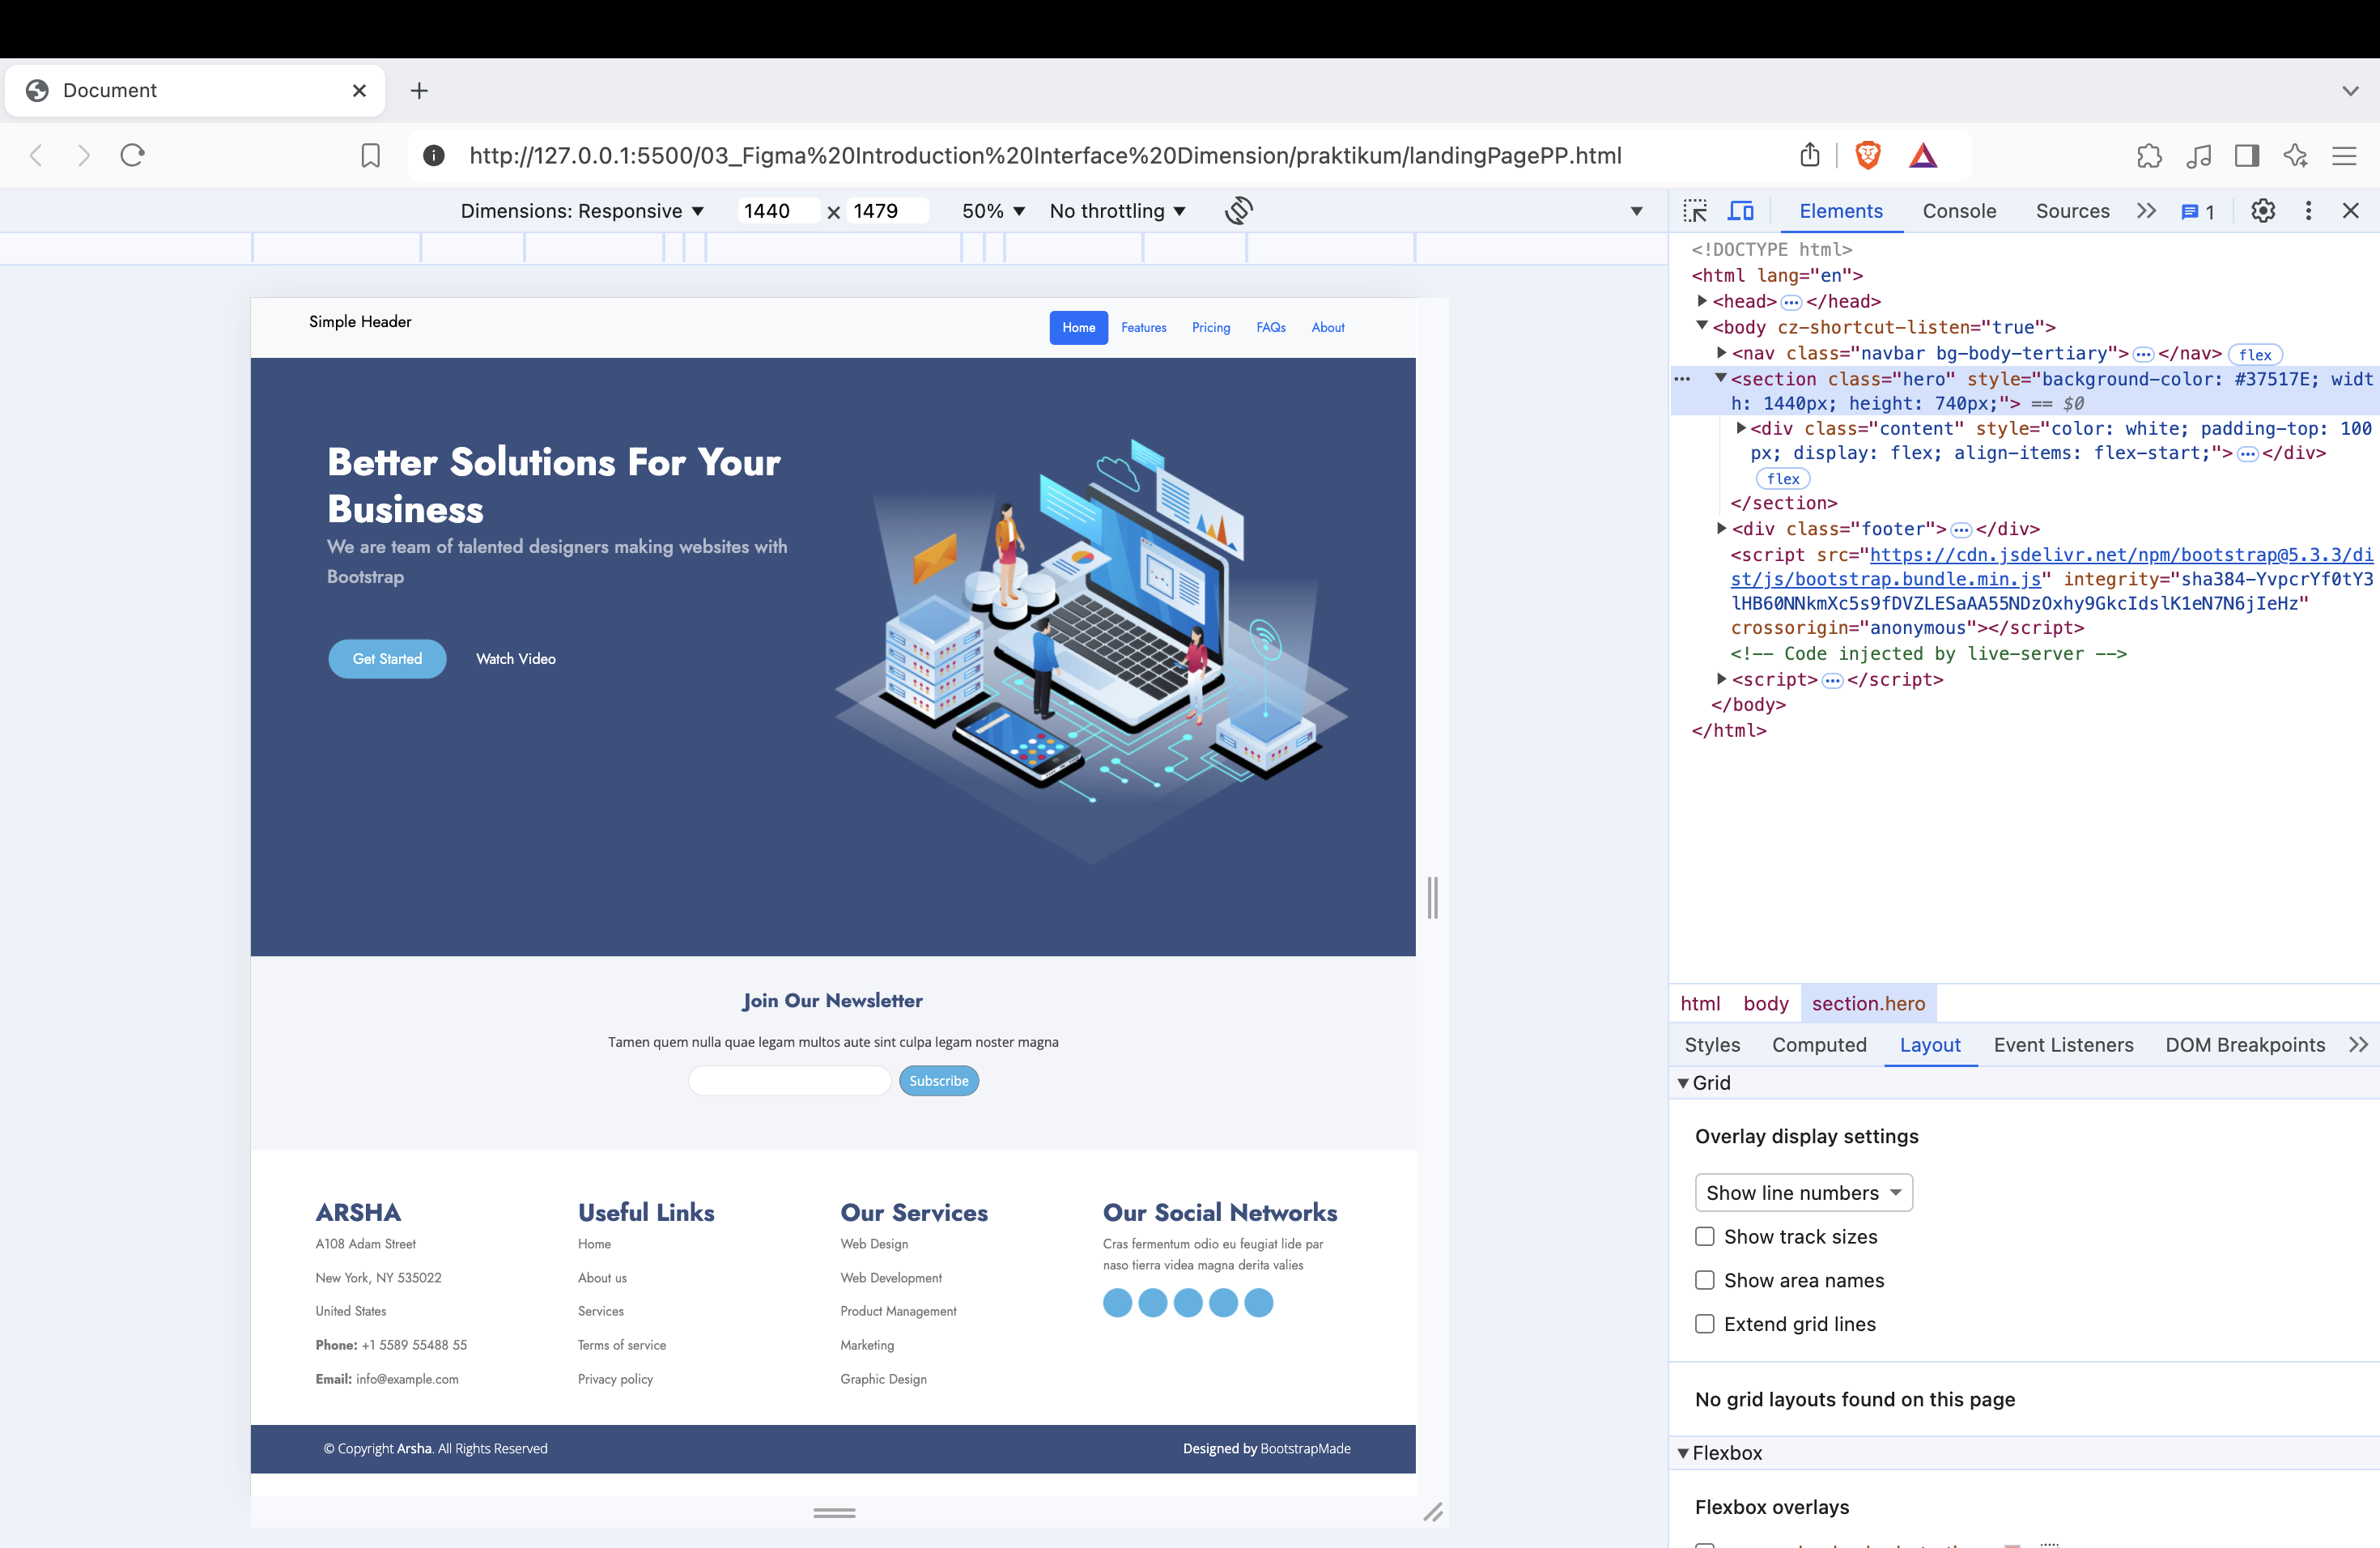 Document
http://127.0.0.1:5500/03_Figma%20Introduction%20Interface%20Dimension/praktikum/landingPagePP.html
Dimensions: Responsive 1440 x 1479 50% No throttling
Elements Console Sources 1
Simple Header
Home Features Pricing FAQs About
Better Solutions For Your
Business
We are team of talented designers making websites with
Bootstrap
Get Started Watch Video
Join Our Newsletter
Tamen quem nulla quae legam multos aute sint culpa legam noster magna
Subscribe
ARSHA
A108 Adam Street
New York, NY 535022
United States
Phone: +1 5589 55488 55
Email: info@example.com
Useful Links
Home
About us
Services
Terms of service
Privacy policy
Our Services
Web Design
Web Development
Product Management
Marketing
Graphic Design
Our Social Networks
Cras fermentum odio eu feugiat lide par
naso tierra videa magna derita valies
© Copyright Arsha. All Rights Reserved
Designed by BootstrapMade
<!DOCTYPE html>
<html lang="en">
<head> ••• </head>
<body cz-shortcut-listen="true">
<nav class="navbar bg-body-tertiary"> ••• </nav> flex
<section class="hero" style="background-color: #37517E; widt
h: 1440px; height: 740px;"> == $0
<div class="content" style="color: white; padding-top: 100
px; display: flex; align-items: flex-start;"> ••• </div>
flex
</section>
<div class="footer"> ••• </div>
<script src="https://cdn.jsdelivr.net/npm/bootstrap@5.3.3/di
st/js/bootstrap.bundle.min.js" integrity="sha384-YvpcrYf0tY3
lHB60NNkmXc5s9fDVZLESaAA55NDzOxhy9GkcIdslK1eN7N6jIeHz"
crossorigin="anonymous"></script>
<!-- Code injected by live-server -->
<script> ••• </script>
</body>
</html>
html body section.hero
Styles Computed Layout Event Listeners DOM Breakpoints
Grid
Overlay display settings
Show line numbers
Show track sizes
Show area names
Extend grid lines
No grid layouts found on this page
Flexbox
Flexbox overlays